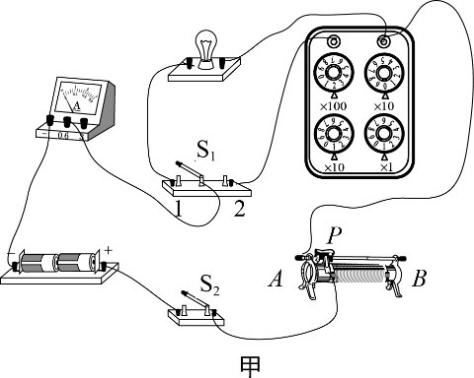 A
− 0.6
S₁
1 2
×100 ×10
×10 ×1
− +
S₂
A P B
甲